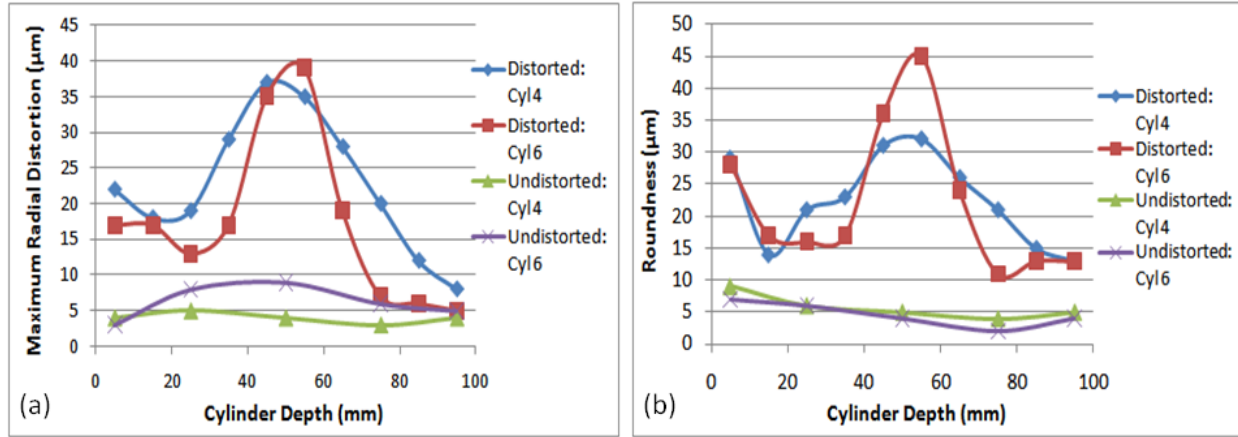 45
40
35
30
25
20
15
10
5
0
Maximum Radial Distortion (µm)
0 20 40 60 80 100
Cylinder Depth (mm)
Distorted:
Cyl4
Distorted:
Cyl6
Undistorted:
Cyl4
Undistorted:
Cyl6
(a)
50
45
40
35
30
25
20
15
10
5
0
Roundness (µm)
0 20 40 60 80 100
Cylinder Depth (mm)
Distorted:
Cyl4
Distorted:
Cyl6
Undistorted:
Cyl4
Undistorted:
Cyl6
(b)